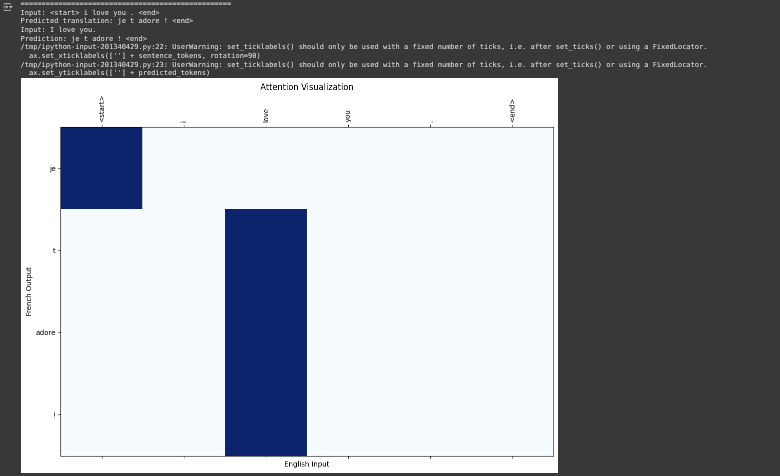 ==================================================
Input: <start> i love you . <end>
Predicted translation: je t adore ! <end>
Input: I love you.
Prediction: je t adore ! <end>
/tmp/ipython-input-201340429.py:22: UserWarning: set_ticklabels() should only be used with a fixed number of ticks, i.e. after set_ticks() or using a FixedLocator.
  ax.set_xticklabels([''] + sentence_tokens, rotation=90)
/tmp/ipython-input-201340429.py:23: UserWarning: set_ticklabels() should only be used with a fixed number of ticks, i.e. after set_ticks() or using a FixedLocator.
  ax.set_yticklabels([''] + predicted_tokens)
Attention Visualization
<start>
i
love
you
.
<end>
je
t
adore
!
French Output
English Input